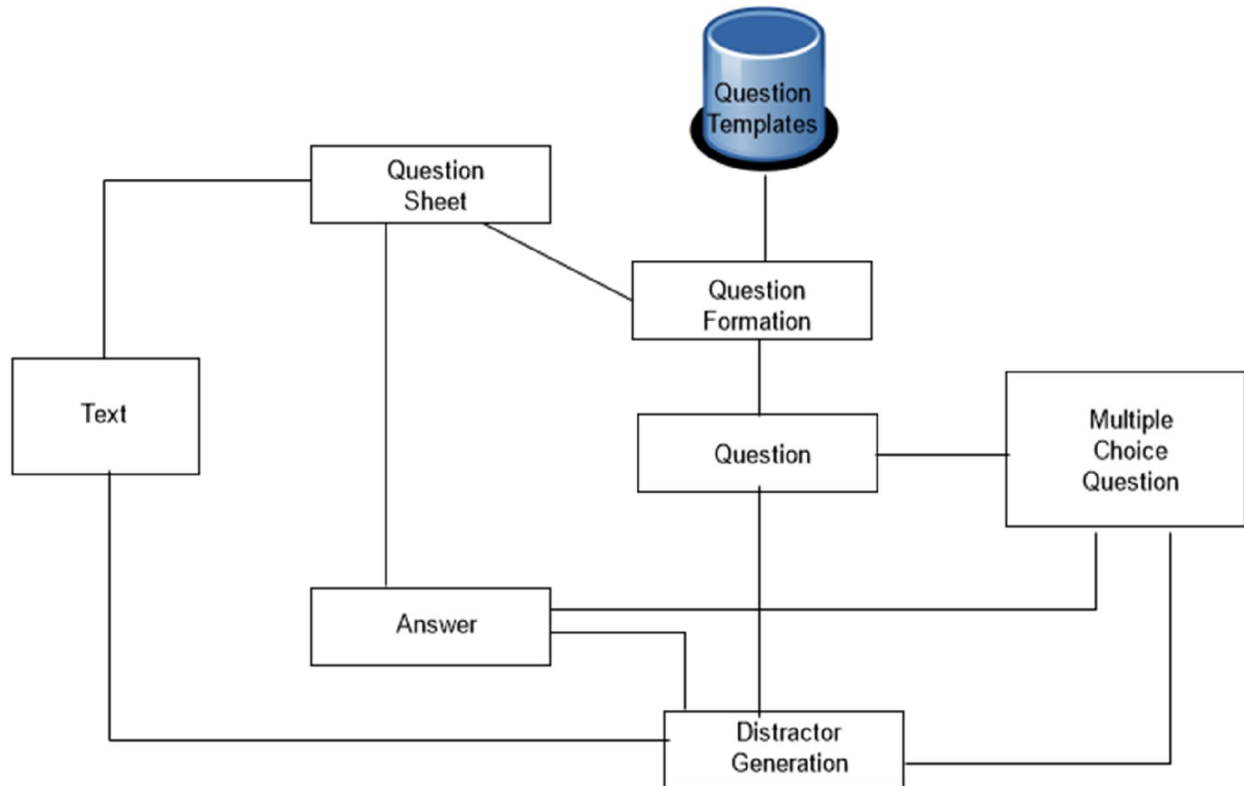 Question
Templates
Question
Sheet
Question
Formation
Text
Question
Multiple
Choice
Question
Answer
Distractor
Generation